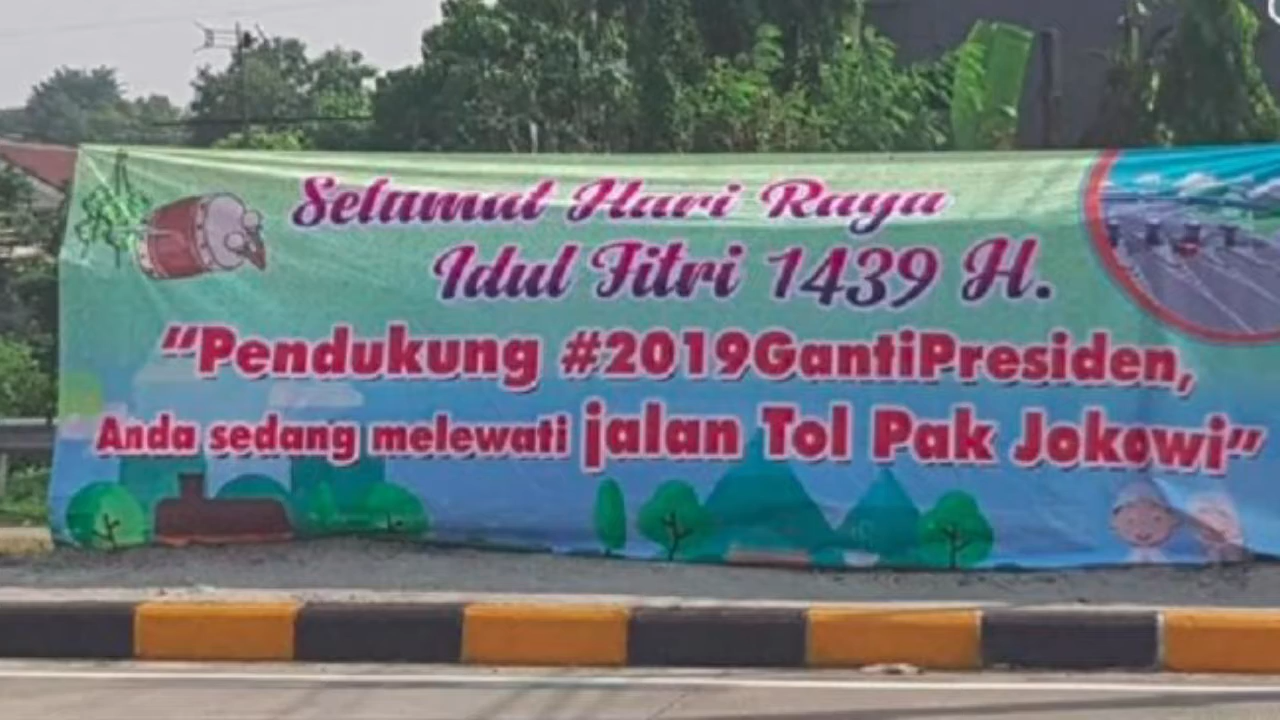 Selamat Hari Raya
Idul Fitri 1439 H.
"Pendukung #2019GantiPresiden,
Anda sedang melewati jalan Tol Pak Jokowi"